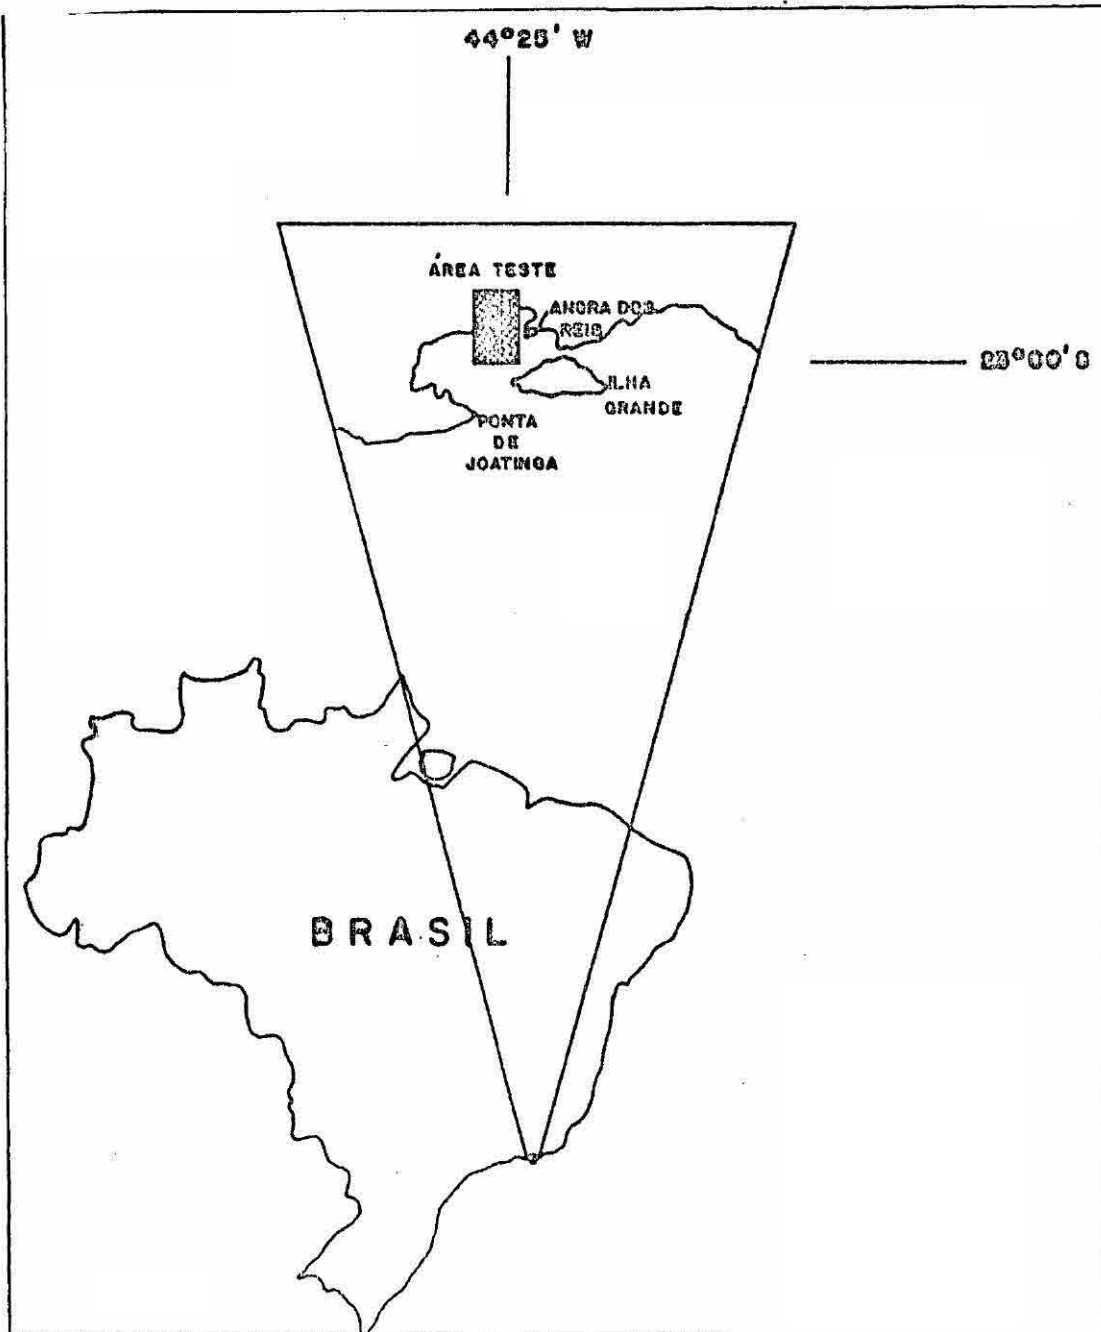 44°25' W
ÁREA TESTE
ANGRA DOS
REIS
23°00'S
ILHA
GRANDE
PONTA
DE
JOATINGA
BRASIL